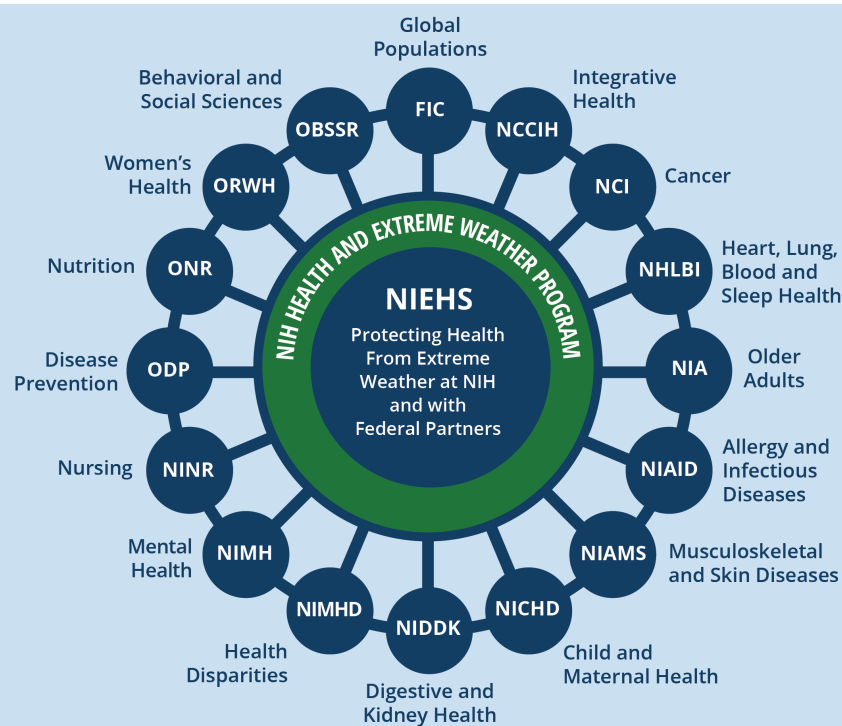 Global
Populations
FIC
Integrative
Health
NCCIH
Cancer
NCI
Heart, Lung,
Blood and
Sleep Health
NHLBI
Older
Adults
NIA
Allergy and
Infectious
Diseases
NIAID
Musculoskeletal
and Skin Diseases
NIAMS
Child and
Maternal Health
NICHD
Digestive and
Kidney Health
NIDDK
Health
Disparities
NIMHD
Mental
Health
NIMH
Nursing
NINR
Disease
Prevention
ODP
Nutrition
ONR
Women's
Health
ORWH
Behavioral and
Social Sciences
OBSSR
NIH HEALTH AND EXTREME WEATHER PROGRAM
NIEHS
Protecting Health
From Extreme
Weather at NIH
and with
Federal Partners